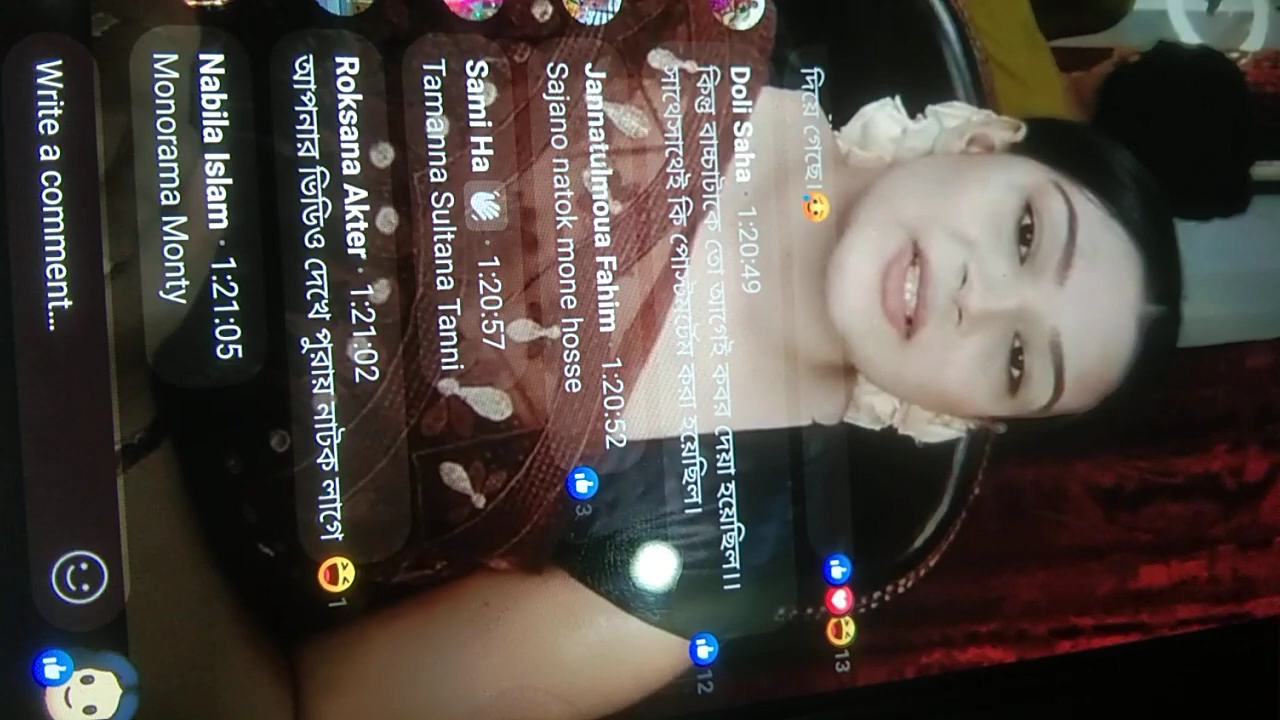 দিয়ে গেছে।
13
Doli Saha · 1:20:49
কিন্তু বাচ্চাটাকে তো আগেই কবর দেয়া হয়েছিল।।
সাথেসাথেই কি পোস্টমর্টেম করা হয়েছিল।
12
Jannatulmoua Fahim · 1:20:52
Sajano natok mone hosse
3
Sami Ha · 1:20:57
Tamanna Sultana Tamni
Roksana Akter · 1:21:02
আপনার ভিডিও দেখে পুরায় নাটক লাগে
1
Nabila Islam · 1:21:05
Monorama Monty
Write a comment...